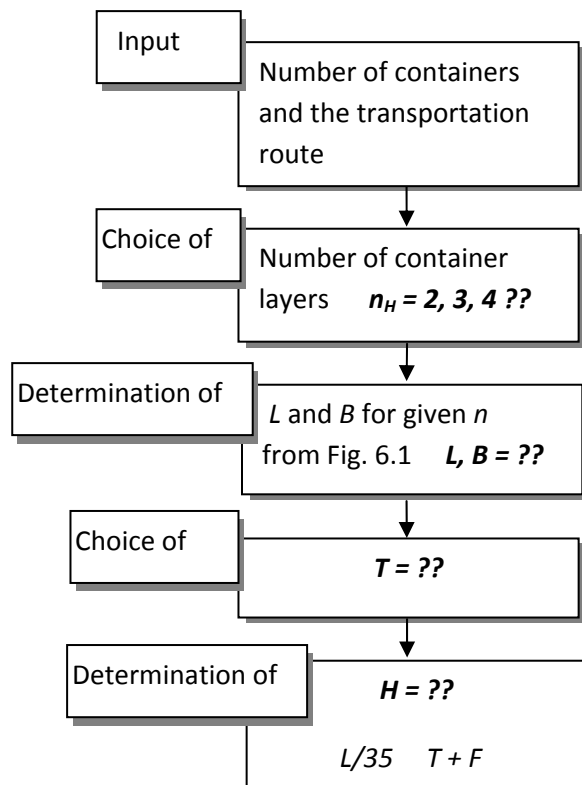 Input
Number of containers
and the transportation
route
Choice of
Number of container
layers n_H = 2, 3, 4 ??
Determination of
L and B for given n
from Fig. 6.1 L, B = ??
Choice of
T = ??
Determination of
H = ??
L/35 T + F